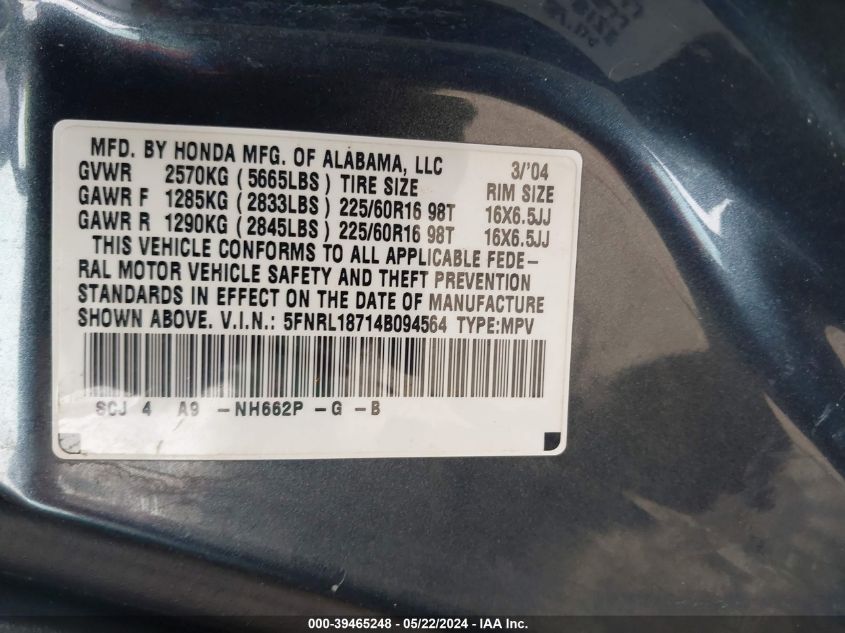 MFD. BY HONDA MFG. OF ALABAMA, LLC 3/'04
GVWR 2570KG ( 5665LBS ) TIRE SIZE RIM SIZE
GAWR F 1285KG ( 2833LBS ) 225/60R16 98T 16X6.5JJ
GAWR R 1290KG ( 2845LBS ) 225/60R16 98T 16X6.5JJ
THIS VEHICLE CONFORMS TO ALL APPLICABLE FEDE-
RAL MOTOR VEHICLE SAFETY AND THEFT PREVENTION
STANDARDS IN EFFECT ON THE DATE OF MANUFACTURE
SHOWN ABOVE. V.I.N.: 5FNRL18714B094564 TYPE:MPV
SCJ 4 A9 -NH662P -G -B
000-39465248 - 05/22/2024 - IAA Inc.